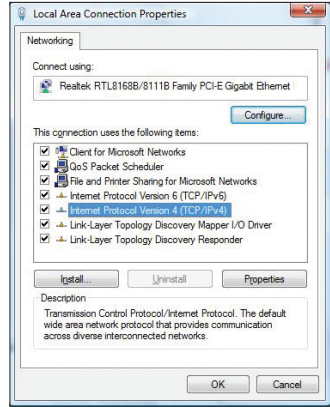 Local Area Connection Properties
Networking
Connect using:
Realtek RTL8168B/8111B Family PCI-E Gigabit Ethernet
Configure...
This connection uses the following items:
Client for Microsoft Networks
QoS Packet Scheduler
File and Printer Sharing for Microsoft Networks
Internet Protocol Version 6 (TCP/IPv6)
Internet Protocol Version 4 (TCP/IPv4)
Link-Layer Topology Discovery Mapper I/O Driver
Link-Layer Topology Discovery Responder
Install... Uninstall Properties
Description
Transmission Control Protocol/Internet Protocol. The default
wide area network protocol that provides communication
across diverse interconnected networks.
OK Cancel